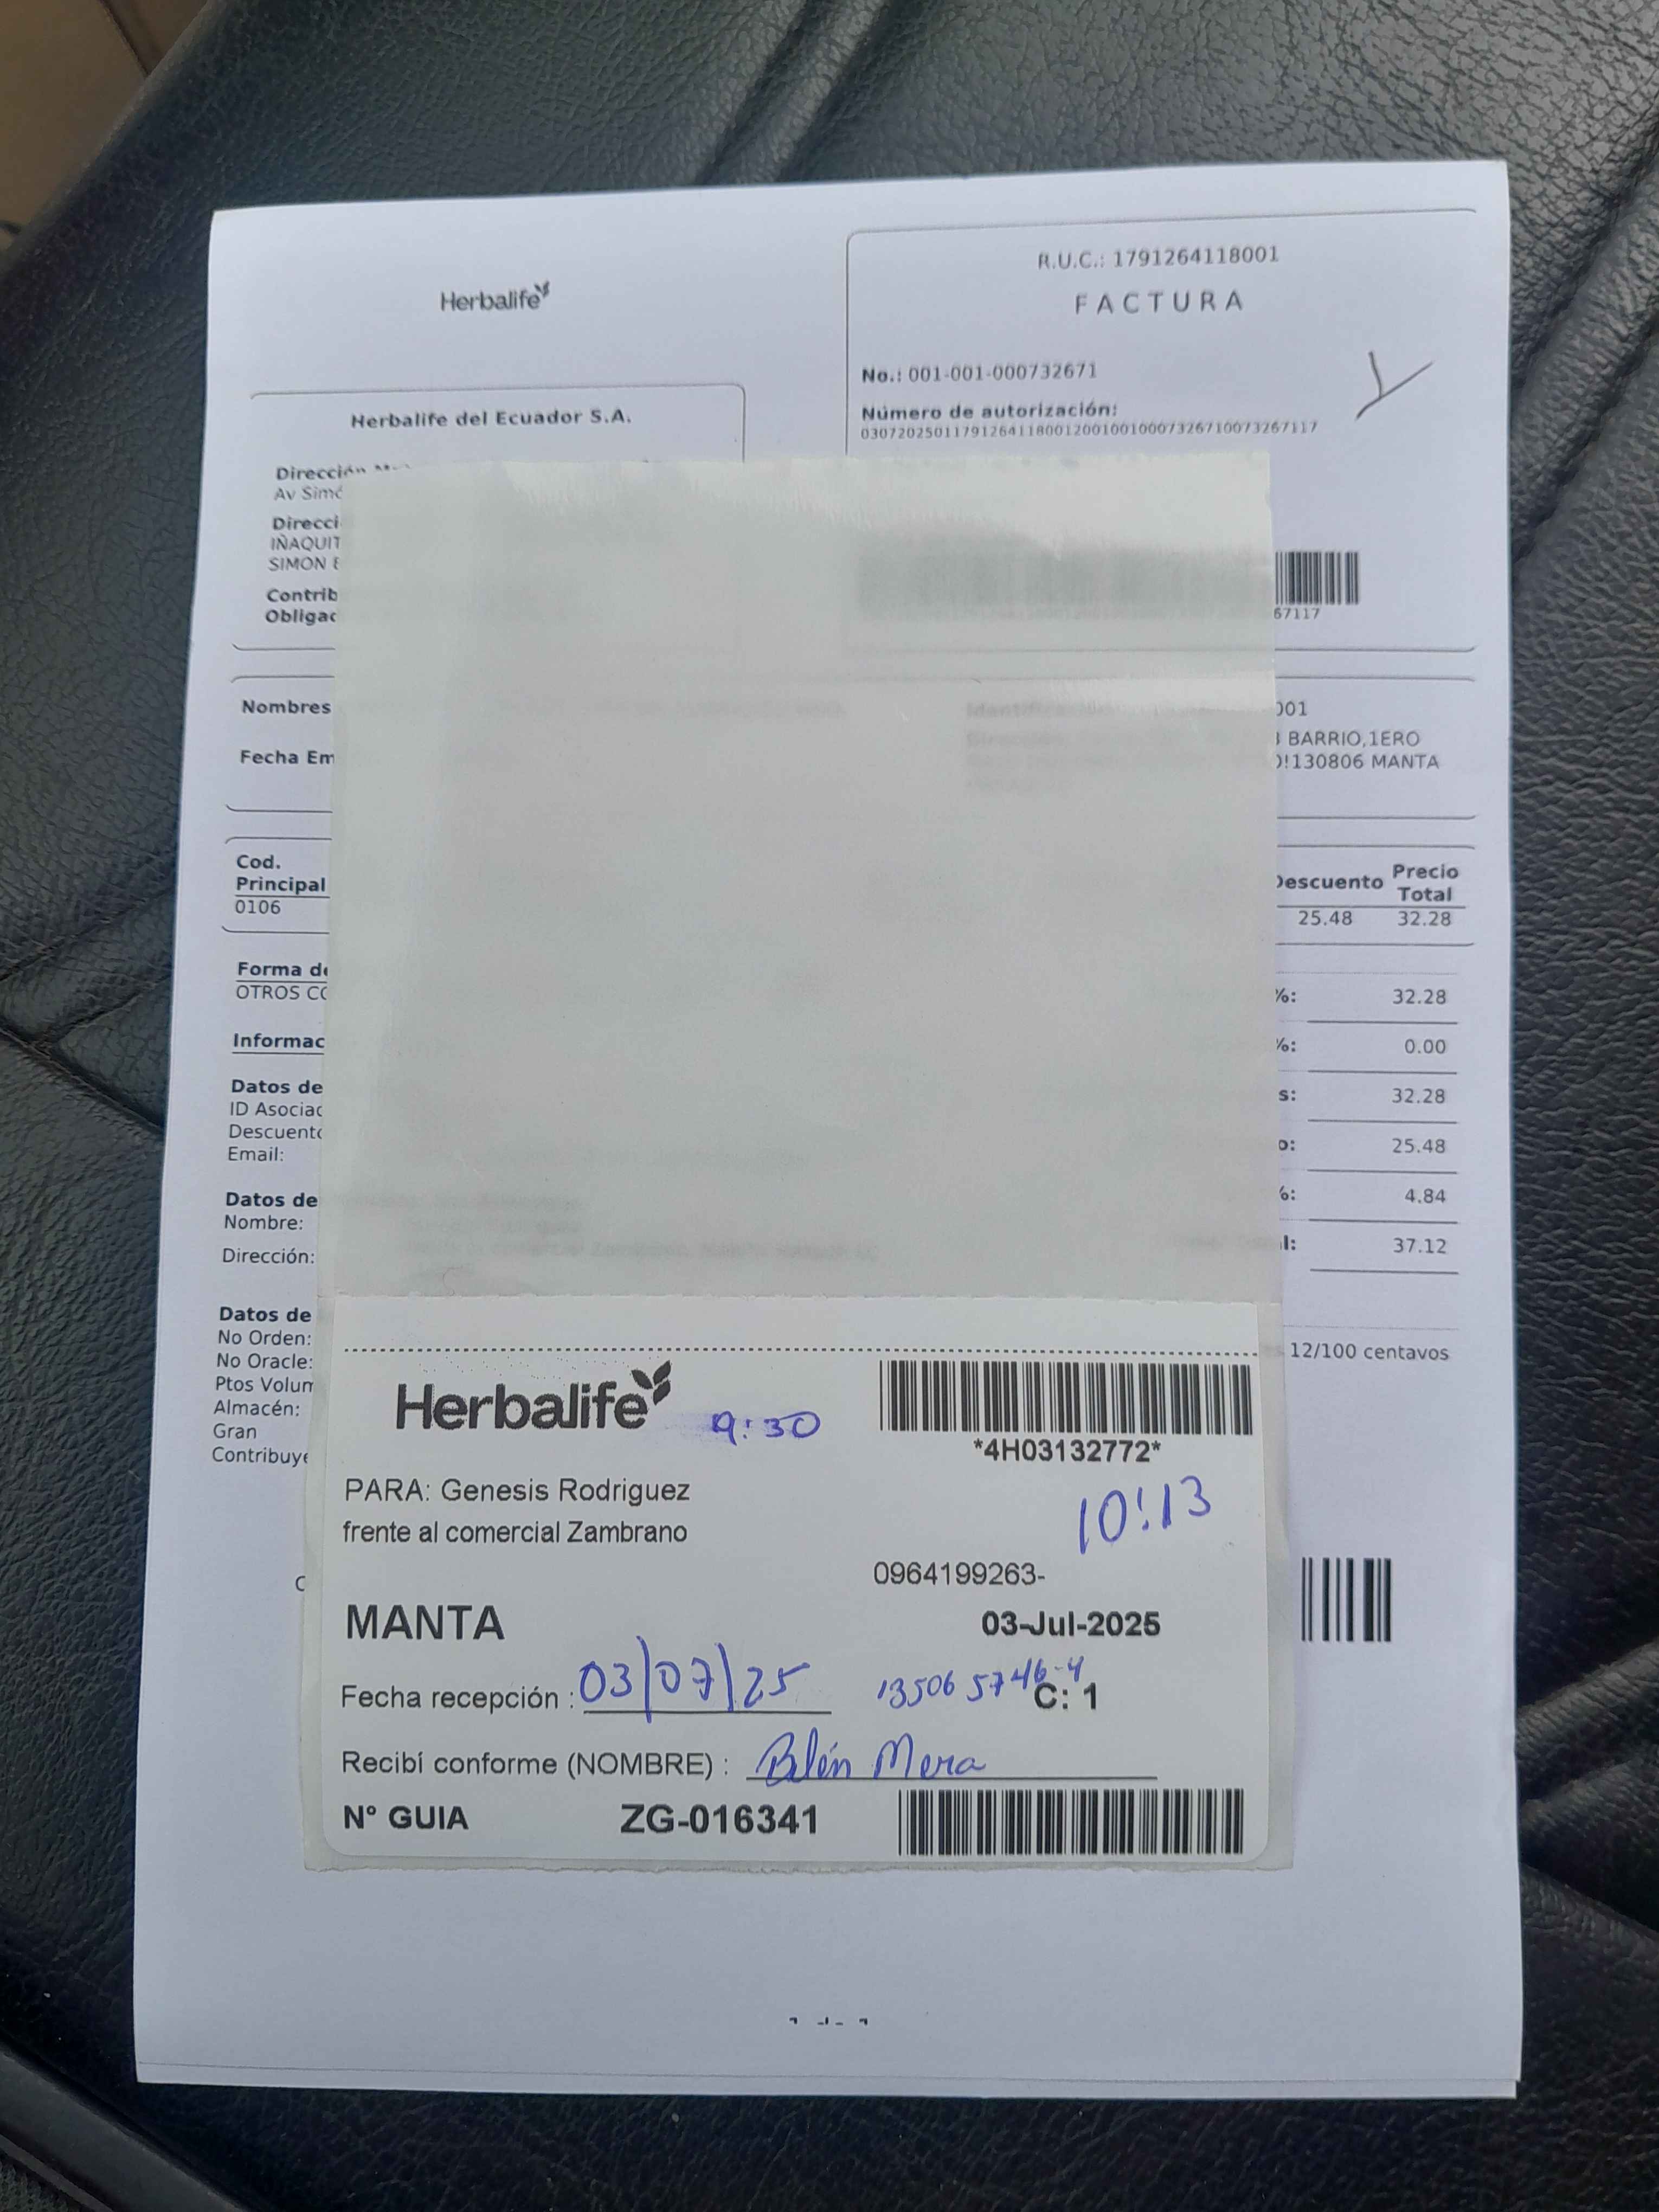 Herbalife
R.U.C.: 1791264118001
FACTURA
No.: 001-001-000732671
Número de autorización:
0307202501179126411800120010010007326710073267117
Herbalife del Ecuador S.A.
Dirección
Av
Direcci
IÑAQUIT
SIMON
Contrib
Obligac
67117
Nombres
Fecha Em
001
BARRIO,1ERO
130806 MANTA
Cod.
Principal
0106
Descuento
Precio
Total
25.48 32.28
Forma
OTROS
Informac
Datos de
ID Asociac
Descuento
Email:
Datos de
Nombre:
Dirección:
%: 32.28
%: 0.00
s: 32.28
o: 25.48
%: 4.84
l: 37.12
12/100 centavos
Datos de
No Orden:
No Oracle:
Ptos Volum
Almacén:
Gran
Contribuye
Herbalife
9:30
*4H03132772*
PARA: Genesis Rodriguez
10:13
frente al comercial Zambrano
0964199263-
MANTA
03-Jul-2025
Fecha recepción : 03/07/25
135065746-4
C: 1
Recibí conforme (NOMBRE) : Belén Mera
N° GUIA ZG-016341